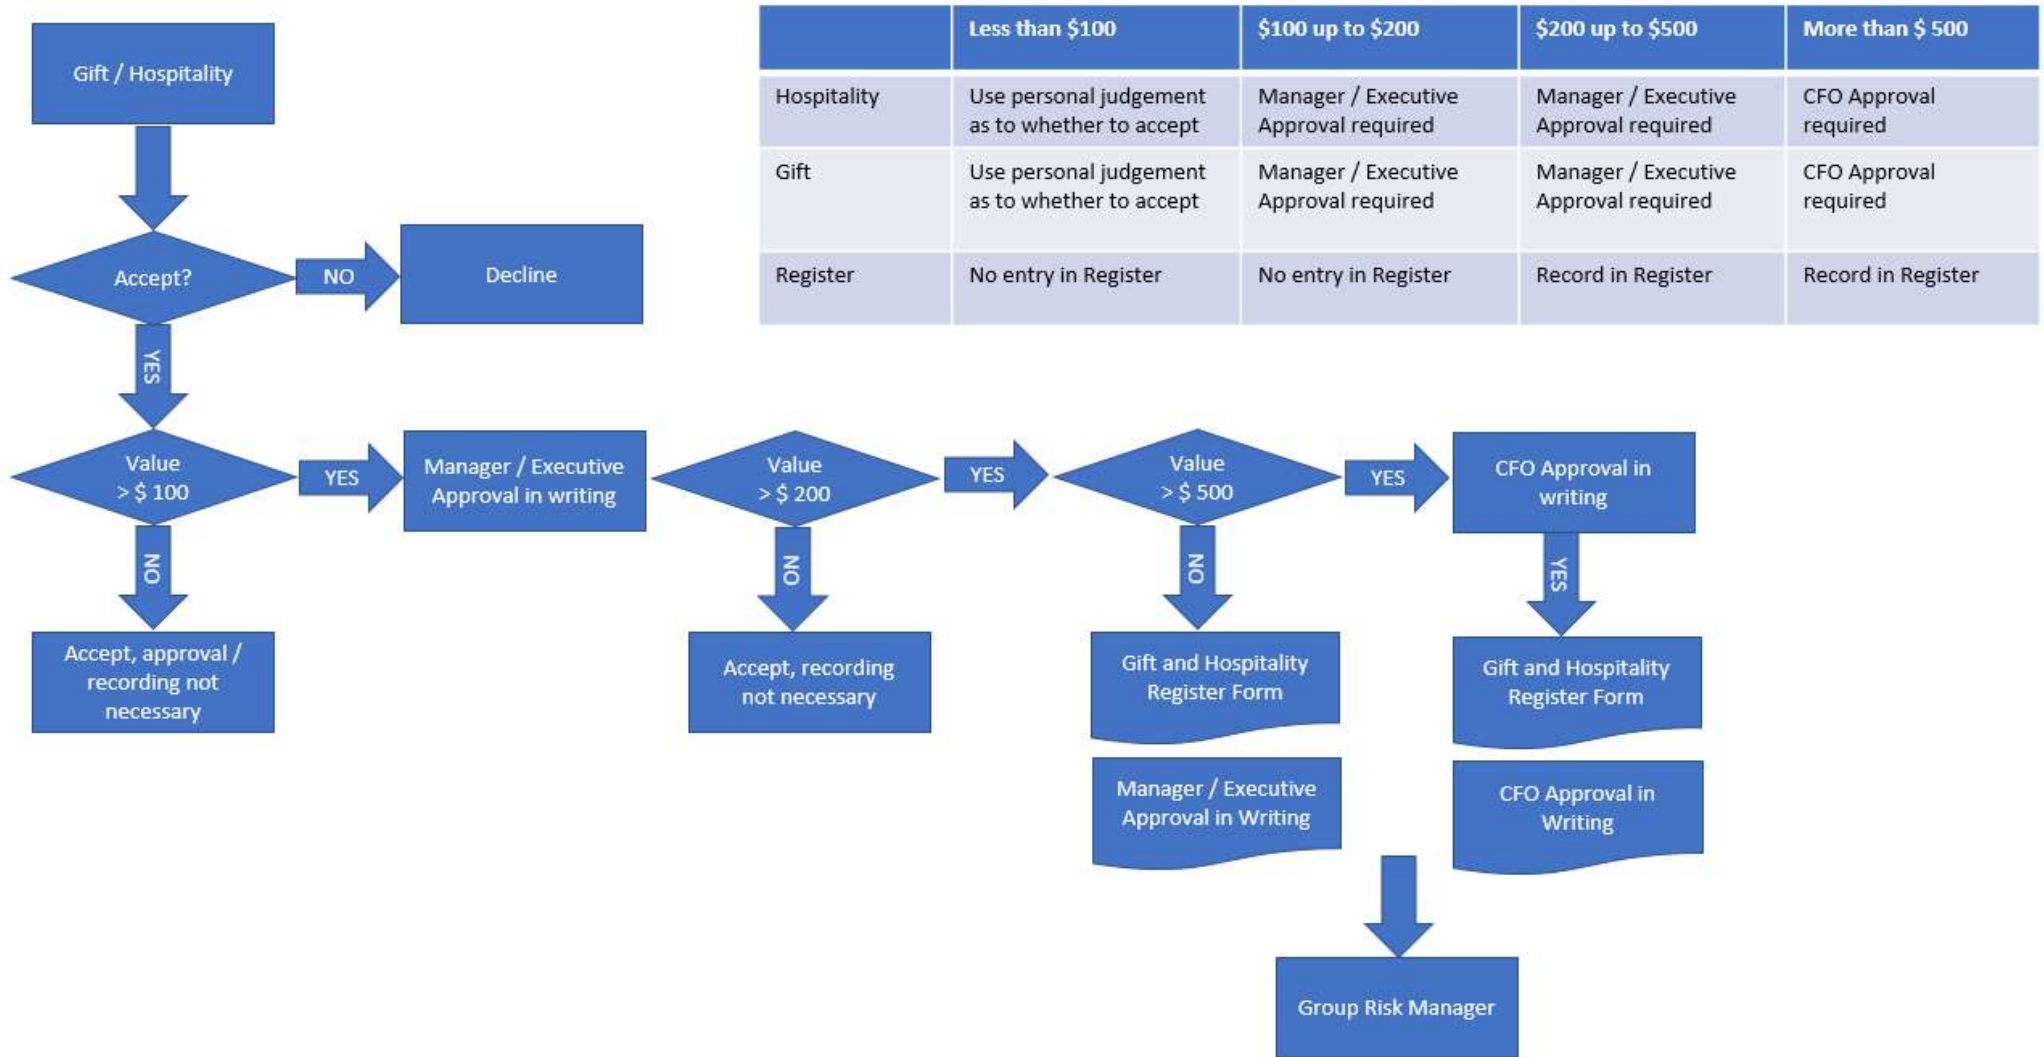 Gift / Hospitality
Less than $100
$100 up to $200
$200 up to $500
More than $ 500
Hospitality
Use personal judgement
as to whether to accept
Manager / Executive
Approval required
Manager / Executive
Approval required
CFO Approval
required
Gift
Use personal judgement
as to whether to accept
Manager / Executive
Approval required
Manager / Executive
Approval required
CFO Approval
required
Register
No entry in Register
No entry in Register
Record in Register
Record in Register
Accept?
NO
Decline
YES
Value
> $ 100
YES
Manager / Executive
Approval in writing
Value
> $ 200
YES
Value
> $ 500
YES
CFO Approval in
writing
NO
NO
NO
YES
Accept, approval /
recording not
necessary
Accept, recording
not necessary
Gift and Hospitality
Register Form
Gift and Hospitality
Register Form
Manager / Executive
Approval in Writing
CFO Approval in
Writing
Group Risk Manager